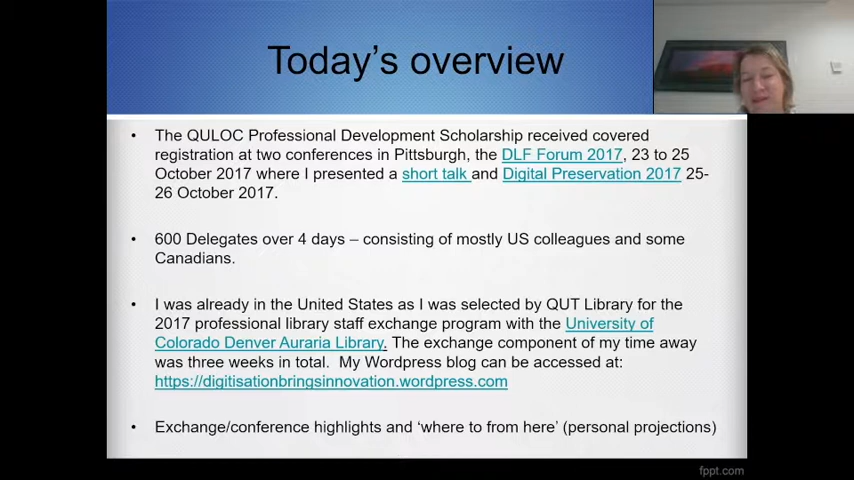 Today's overview
• The QULOC Professional Development Scholarship received covered
registration at two conferences in Pittsburgh, the DLF Forum 2017, 23 to 25
October 2017 where I presented a short talk and Digital Preservation 2017 25-
26 October 2017.
• 600 Delegates over 4 days – consisting of mostly US colleagues and some
Canadians.
• I was already in the United States as I was selected by QUT Library for the
2017 professional library staff exchange program with the University of
Colorado Denver Auraria Library. The exchange component of my time away
was three weeks in total.  My Wordpress blog can be accessed at:
https://digitisationbringsinnovation.wordpress.com
• Exchange/conference highlights and 'where to from here' (personal projections)
fppt.com